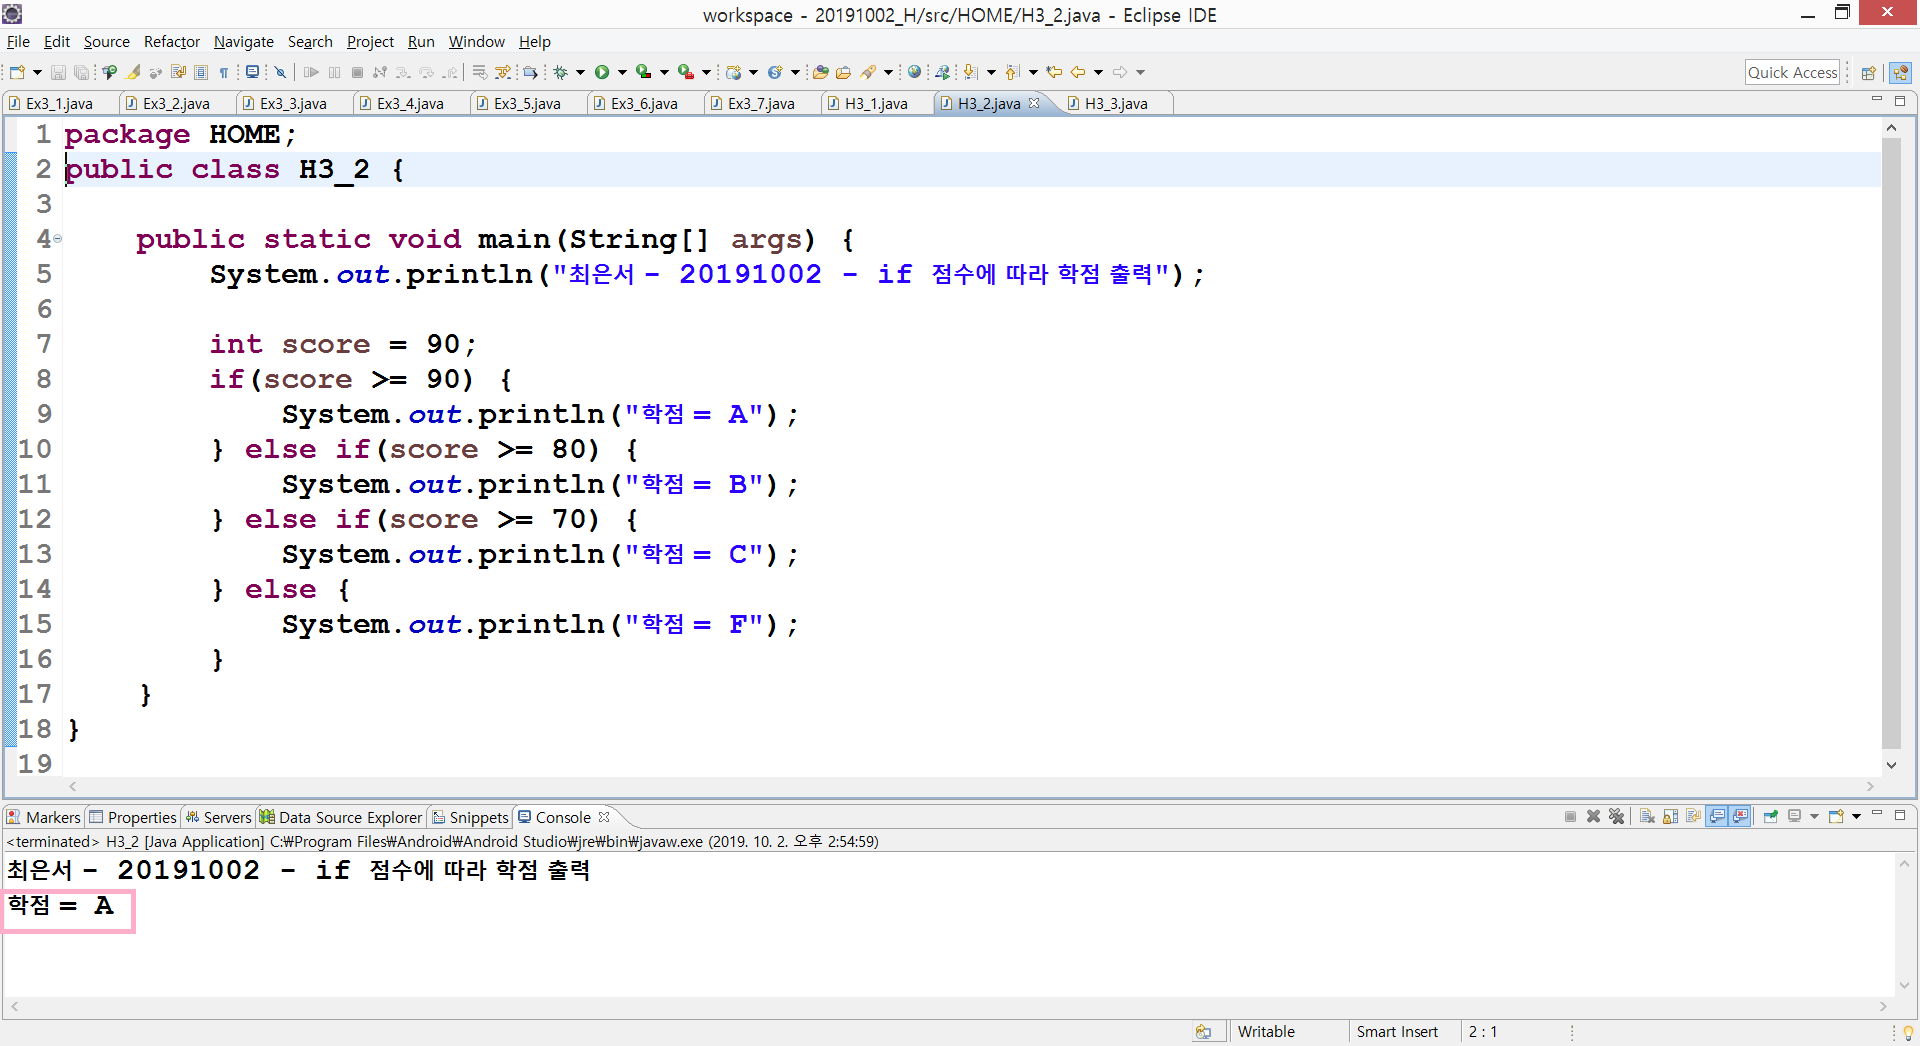 workspace - 20191002_H/src/HOME/H3_2.java - Eclipse IDE
File Edit Source Refactor Navigate Search Project Run Window Help
Quick Access
Ex3_1.java Ex3_2.java Ex3_3.java Ex3_4.java Ex3_5.java Ex3_6.java Ex3_7.java H3_1.java H3_2.java H3_3.java
1 package HOME;
2 public class H3_2 {
3
4 public static void main(String[] args) {
5 System.out.println("최은서 - 20191002 - if 점수에 따라 학점 출력");
6
7 int score = 90;
8 if(score >= 90) {
9 System.out.println("학점 = A");
10 } else if(score >= 80) {
11 System.out.println("학점 = B");
12 } else if(score >= 70) {
13 System.out.println("학점 = C");
14 } else {
15 System.out.println("학점 = F");
16 }
17 }
18 }
19
Markers Properties Servers Data Source Explorer Snippets Console
<terminated> H3_2 [Java Application] C:₩Program Files₩Android₩Android Studio₩jre₩bin₩javaw.exe (2019. 10. 2. 오후 2:54:59)
최은서 - 20191002 - if 점수에 따라 학점 출력
학점 = A
Writable Smart Insert 2 : 1